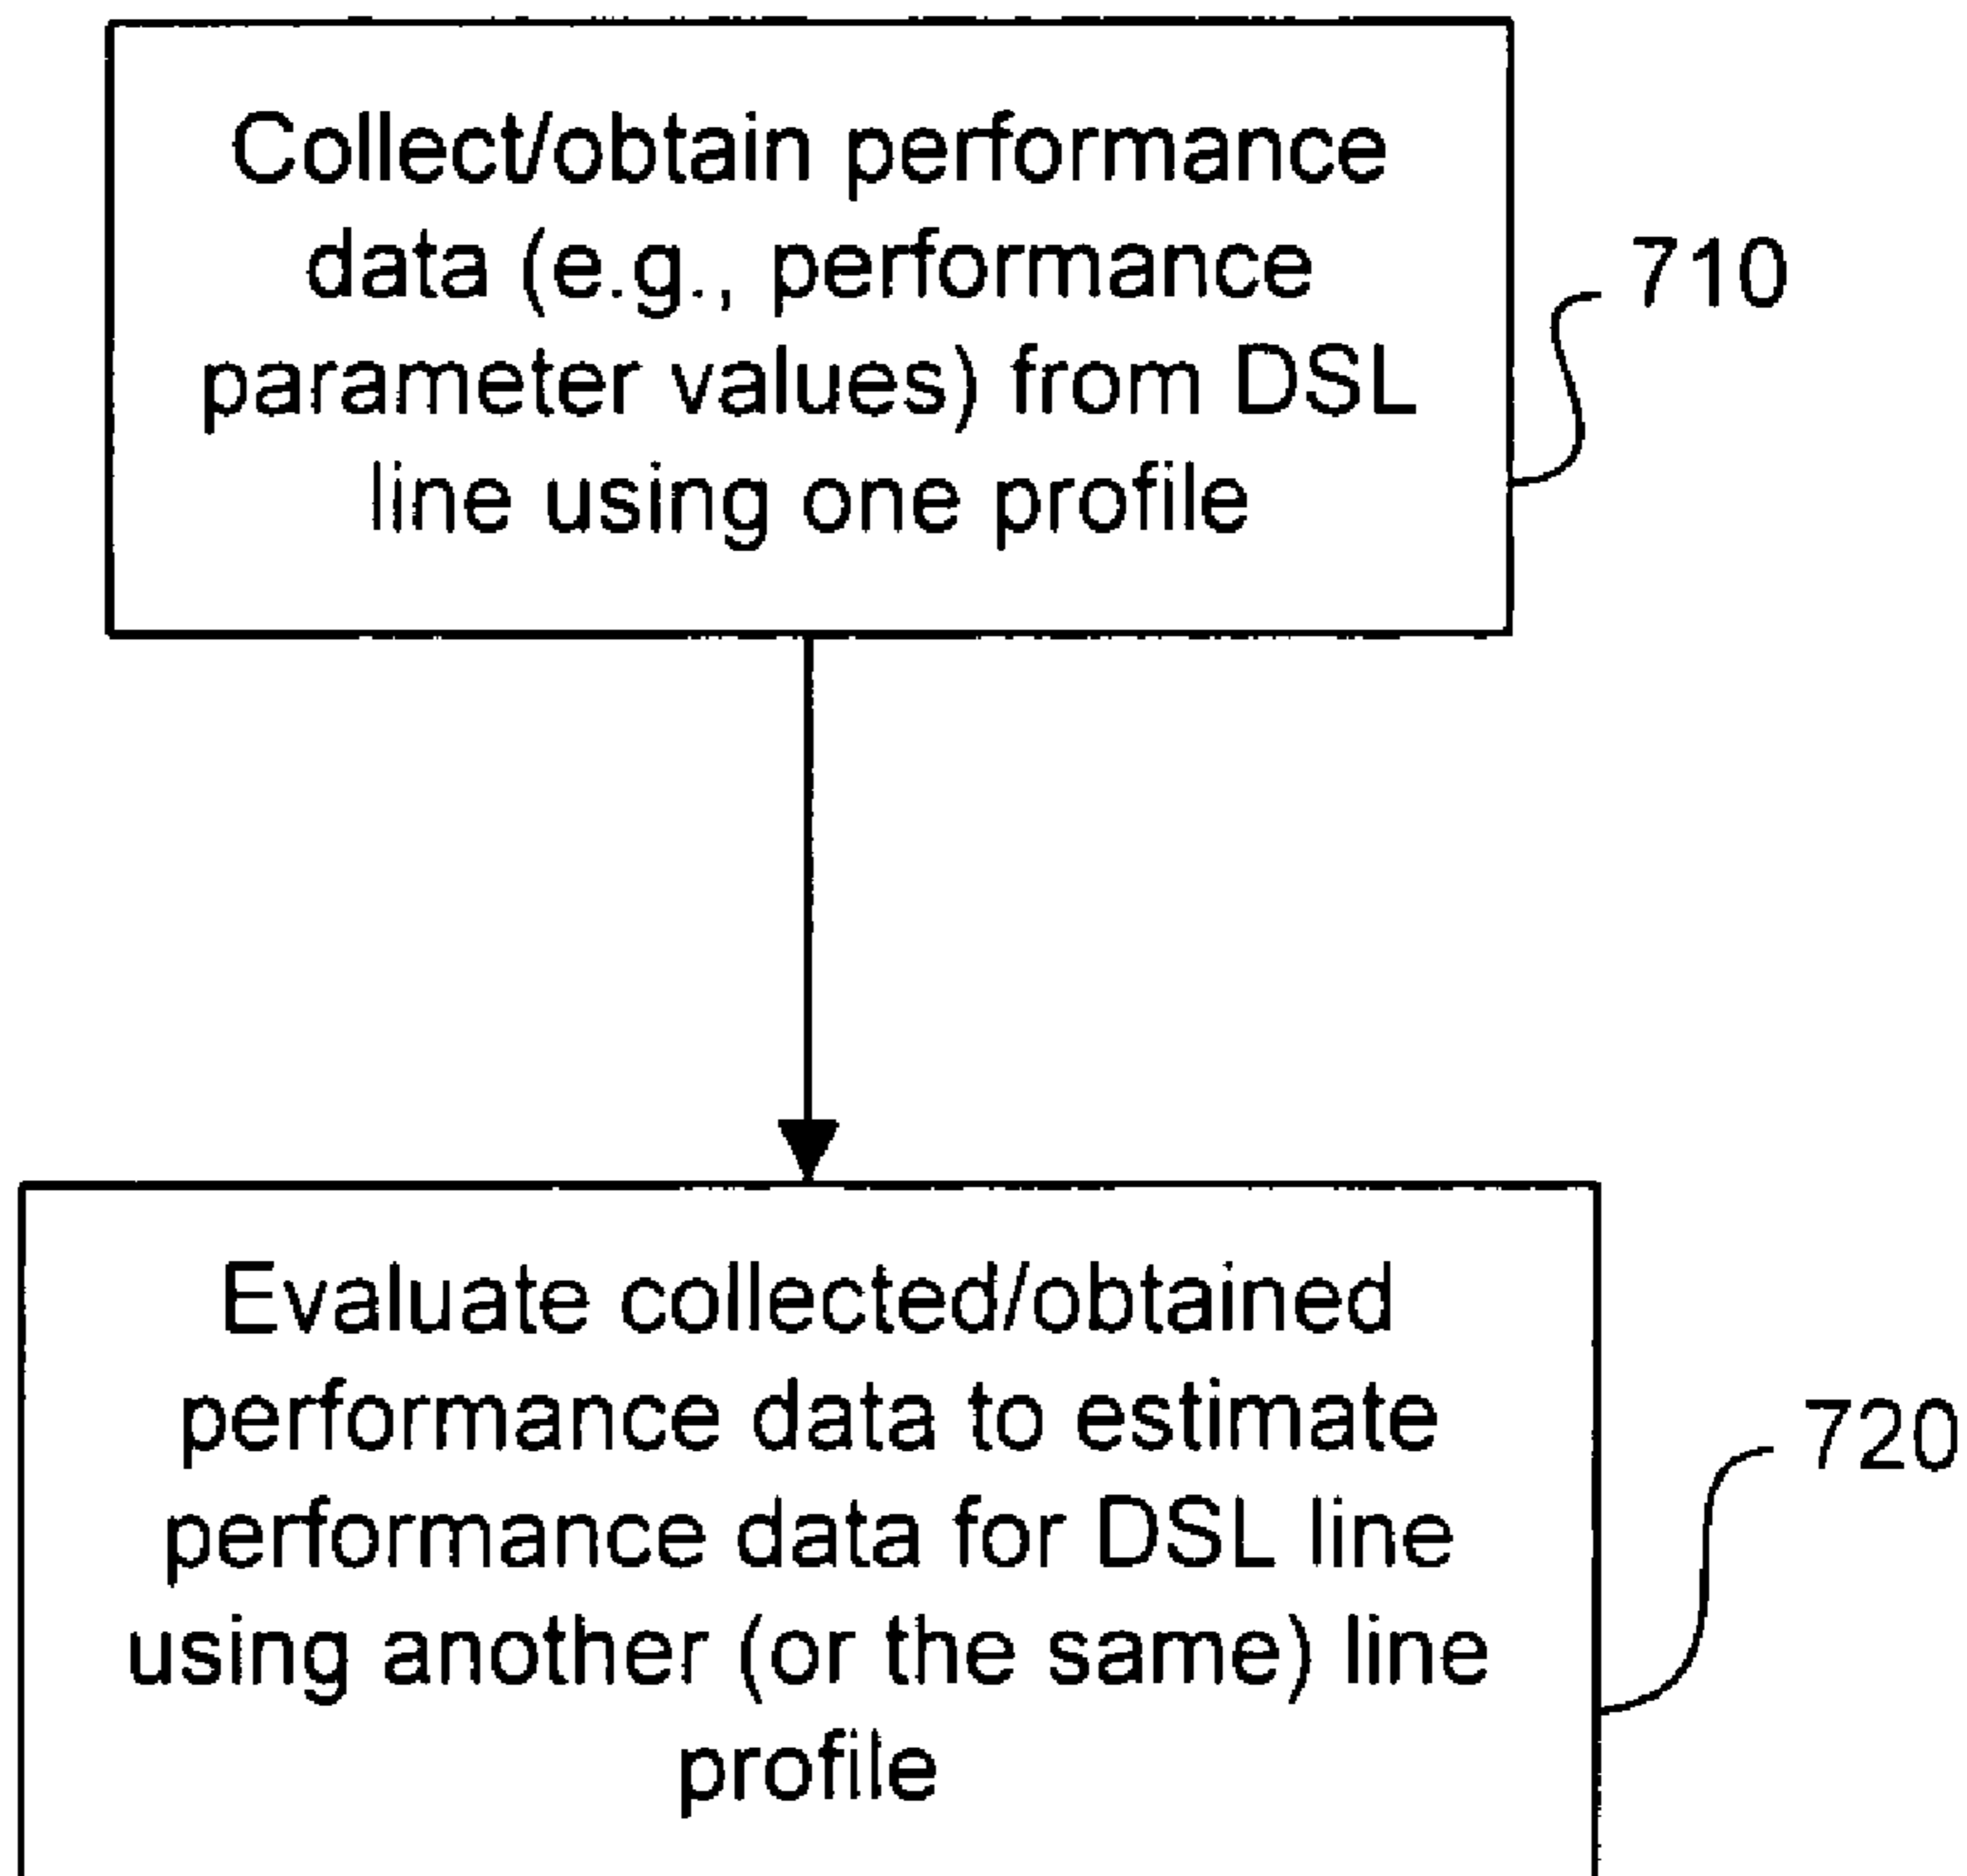 Collect/obtain performance
data (e.g., performance
parameter values) from DSL
line using one profile
710
Evaluate collected/obtained
performance data to estimate
performance data for DSL line
using another (or the same) line
profile
720